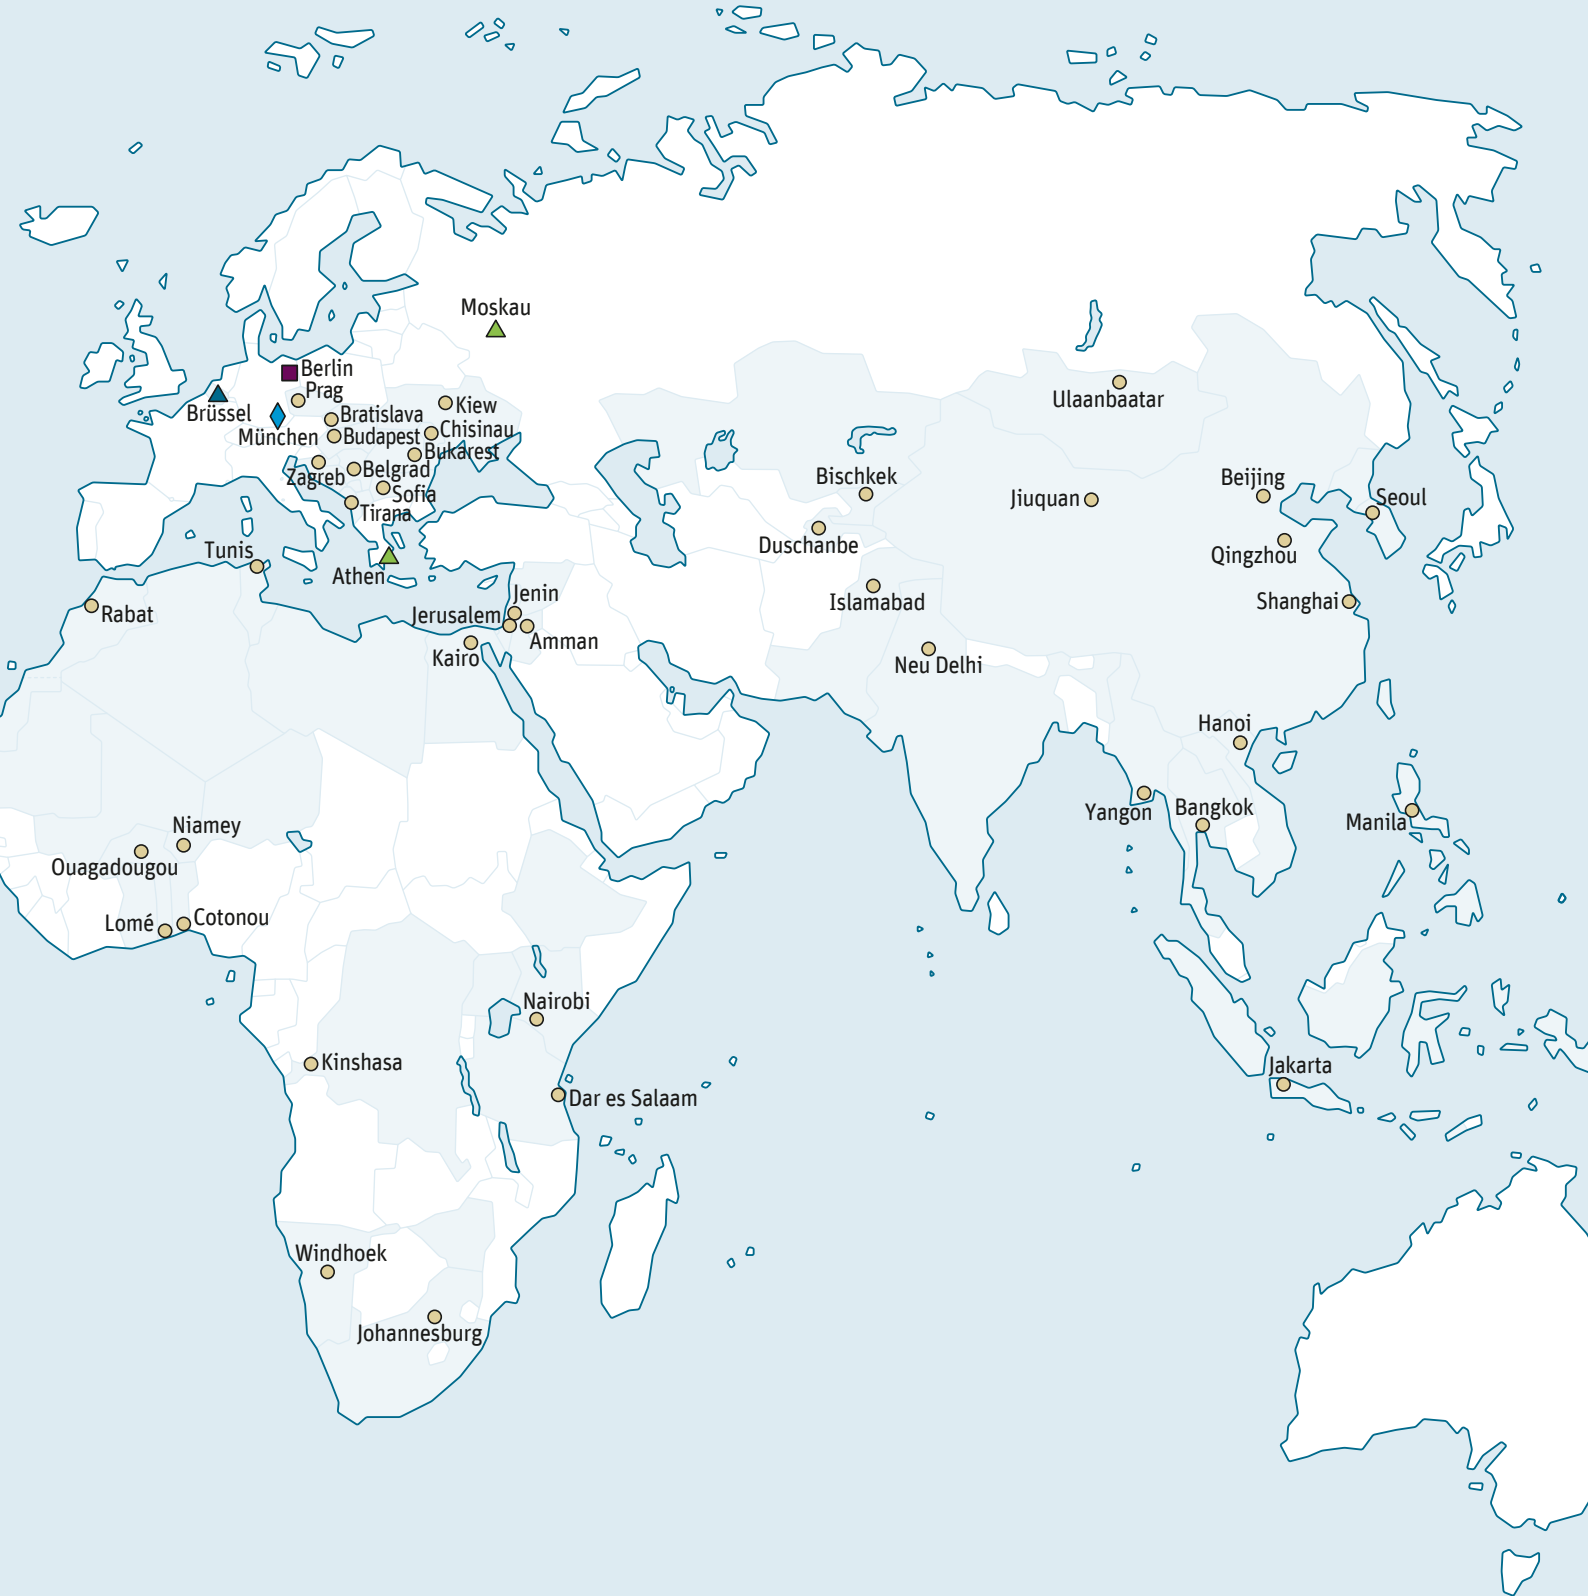 Moskau
Berlin
Prag
Brüssel
Bratislava
Kiew
München
Budapest
Chisinau
Bukarest
Zagreb
Belgrad
Sofia
Tirana
Athen
Tunis
Rabat
Jenin
Jerusalem
Amman
Kairo
Ulaanbaatar
Bischkek
Jiuquan
Beijing
Seoul
Duschanbe
Qingzhou
Islamabad
Shanghai
Neu Delhi
Hanoi
Yangon
Bangkok
Manila
Niamey
Ouagadougou
Lomé
Cotonou
Nairobi
Kinshasa
Dar es Salaam
Jakarta
Windhoek
Johannesburg